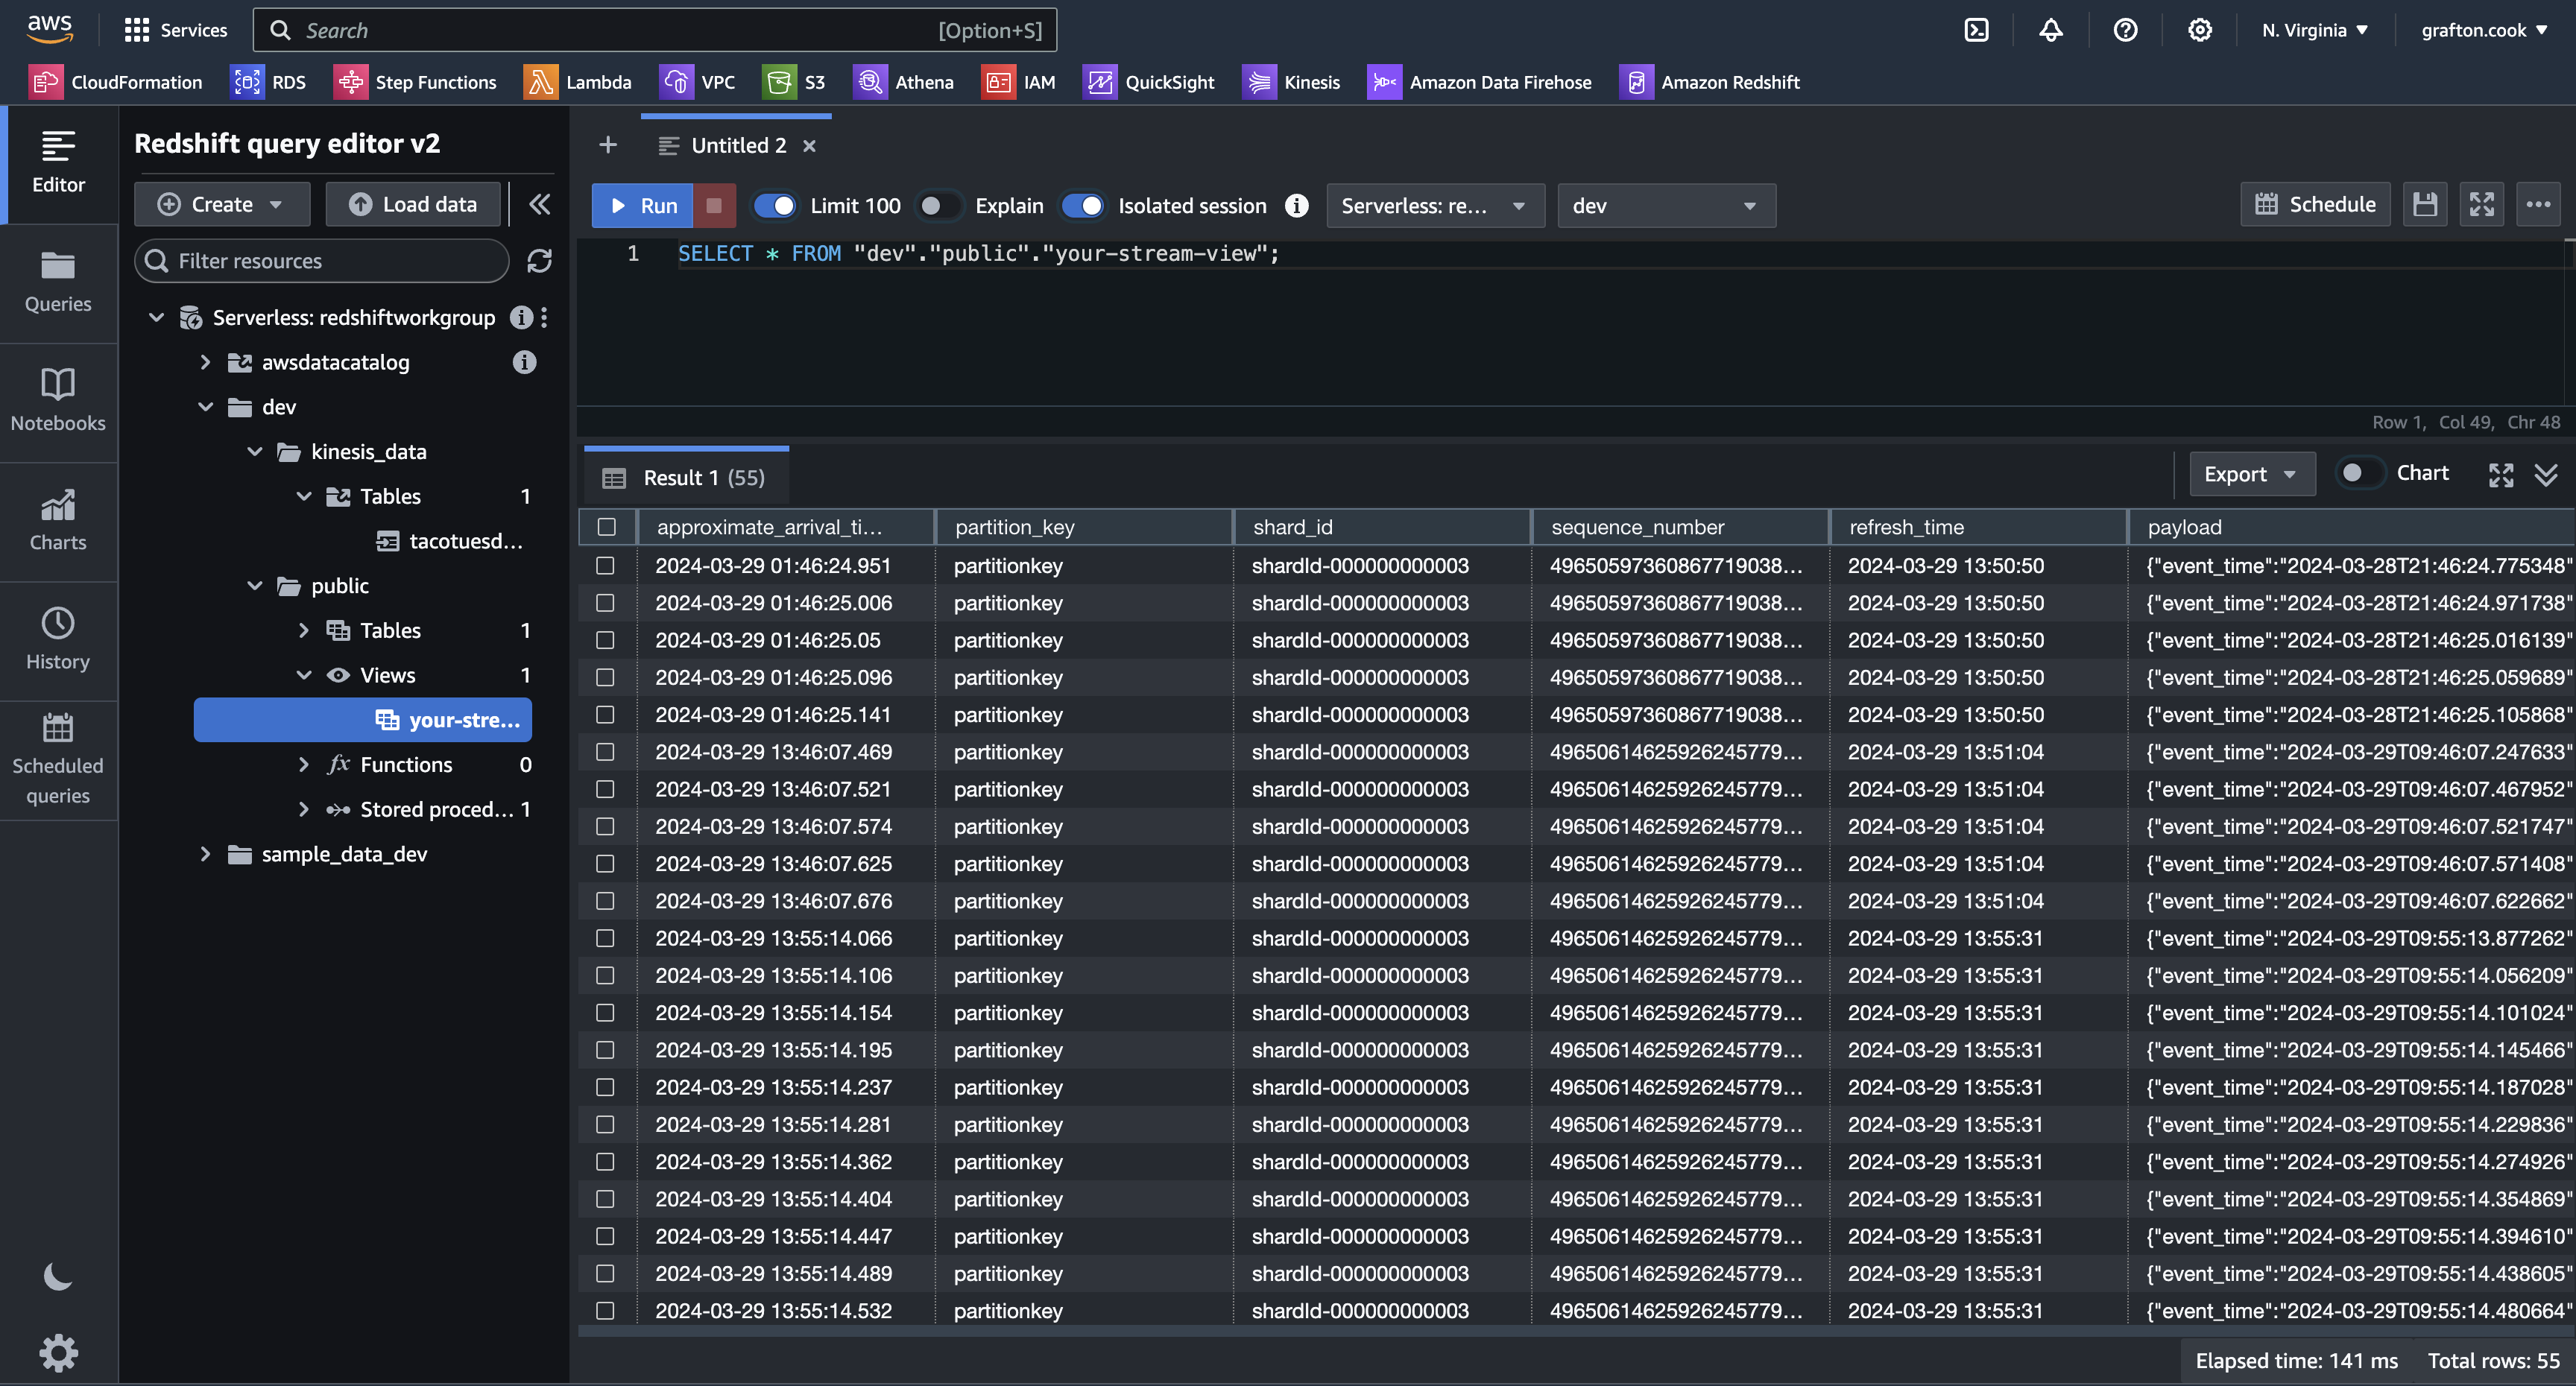 aws
Services
Search [Option+S]
N. Virginia
grafton.cook
CloudFormation RDS Step Functions Lambda VPC S3 Athena IAM QuickSight Kinesis Amazon Data Firehose Amazon Redshift
Editor
Queries
Notebooks
Charts
History
Scheduled
queries
Redshift query editor v2
Create Load data
Filter resources
Serverless: redshiftworkgroup
awsdatacatalog
dev
kinesis_data
Tables 1
tacotuesd...
public
Tables 1
Views 1
your-stre...
Functions 0
Stored proced... 1
sample_data_dev
Untitled 2
Run Limit 100 Explain Isolated session Serverless: re... dev Schedule
1 SELECT * FROM "dev"."public"."your-stream-view";
Row 1, Col 49, Chr 48
Result 1 (55) Export Chart
approximate_arrival_ti... partition_key shard_id sequence_number refresh_time payload
2024-03-29 01:46:24.951 partitionkey shardId-000000000003 49650597360867719038... 2024-03-29 13:50:50 {"event_time":"2024-03-28T21:46:24.775348"
2024-03-29 01:46:25.006 partitionkey shardId-000000000003 49650597360867719038... 2024-03-29 13:50:50 {"event_time":"2024-03-28T21:46:24.971738"
2024-03-29 01:46:25.05 partitionkey shardId-000000000003 49650597360867719038... 2024-03-29 13:50:50 {"event_time":"2024-03-28T21:46:25.016139"
2024-03-29 01:46:25.096 partitionkey shardId-000000000003 49650597360867719038... 2024-03-29 13:50:50 {"event_time":"2024-03-28T21:46:25.059689"
2024-03-29 01:46:25.141 partitionkey shardId-000000000003 49650597360867719038... 2024-03-29 13:50:50 {"event_time":"2024-03-28T21:46:25.105868"
2024-03-29 13:46:07.469 partitionkey shardId-000000000003 49650614625926245779... 2024-03-29 13:51:04 {"event_time":"2024-03-29T09:46:07.247633"
2024-03-29 13:46:07.521 partitionkey shardId-000000000003 49650614625926245779... 2024-03-29 13:51:04 {"event_time":"2024-03-29T09:46:07.467952"
2024-03-29 13:46:07.574 partitionkey shardId-000000000003 49650614625926245779... 2024-03-29 13:51:04 {"event_time":"2024-03-29T09:46:07.521747"
2024-03-29 13:46:07.625 partitionkey shardId-000000000003 49650614625926245779... 2024-03-29 13:51:04 {"event_time":"2024-03-29T09:46:07.571408"
2024-03-29 13:46:07.676 partitionkey shardId-000000000003 49650614625926245779... 2024-03-29 13:51:04 {"event_time":"2024-03-29T09:46:07.622662"
2024-03-29 13:55:14.066 partitionkey shardId-000000000003 49650614625926245779... 2024-03-29 13:55:31 {"event_time":"2024-03-29T09:55:13.877262"
2024-03-29 13:55:14.106 partitionkey shardId-000000000003 49650614625926245779... 2024-03-29 13:55:31 {"event_time":"2024-03-29T09:55:14.056209"
2024-03-29 13:55:14.154 partitionkey shardId-000000000003 49650614625926245779... 2024-03-29 13:55:31 {"event_time":"2024-03-29T09:55:14.101024"
2024-03-29 13:55:14.195 partitionkey shardId-000000000003 49650614625926245779... 2024-03-29 13:55:31 {"event_time":"2024-03-29T09:55:14.145466"
2024-03-29 13:55:14.237 partitionkey shardId-000000000003 49650614625926245779... 2024-03-29 13:55:31 {"event_time":"2024-03-29T09:55:14.187028"
2024-03-29 13:55:14.281 partitionkey shardId-000000000003 49650614625926245779... 2024-03-29 13:55:31 {"event_time":"2024-03-29T09:55:14.229836"
2024-03-29 13:55:14.362 partitionkey shardId-000000000003 49650614625926245779... 2024-03-29 13:55:31 {"event_time":"2024-03-29T09:55:14.274926"
2024-03-29 13:55:14.404 partitionkey shardId-000000000003 49650614625926245779... 2024-03-29 13:55:31 {"event_time":"2024-03-29T09:55:14.354869"
2024-03-29 13:55:14.447 partitionkey shardId-000000000003 49650614625926245779... 2024-03-29 13:55:31 {"event_time":"2024-03-29T09:55:14.394610"
2024-03-29 13:55:14.489 partitionkey shardId-000000000003 49650614625926245779... 2024-03-29 13:55:31 {"event_time":"2024-03-29T09:55:14.438605"
2024-03-29 13:55:14.532 partitionkey shardId-000000000003 49650614625926245779... 2024-03-29 13:55:31 {"event_time":"2024-03-29T09:55:14.480664"
Elapsed time: 141 ms Total rows: 55